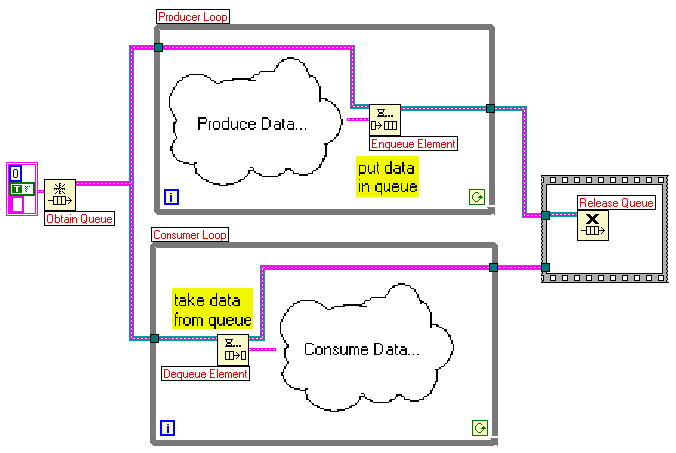 Producer Loop
Produce Data...
Enqueue Element
put data
in queue
i
0
T
Obtain Queue
Release Queue
Consumer Loop
take data
from queue
Consume Data...
Dequeue Element
i